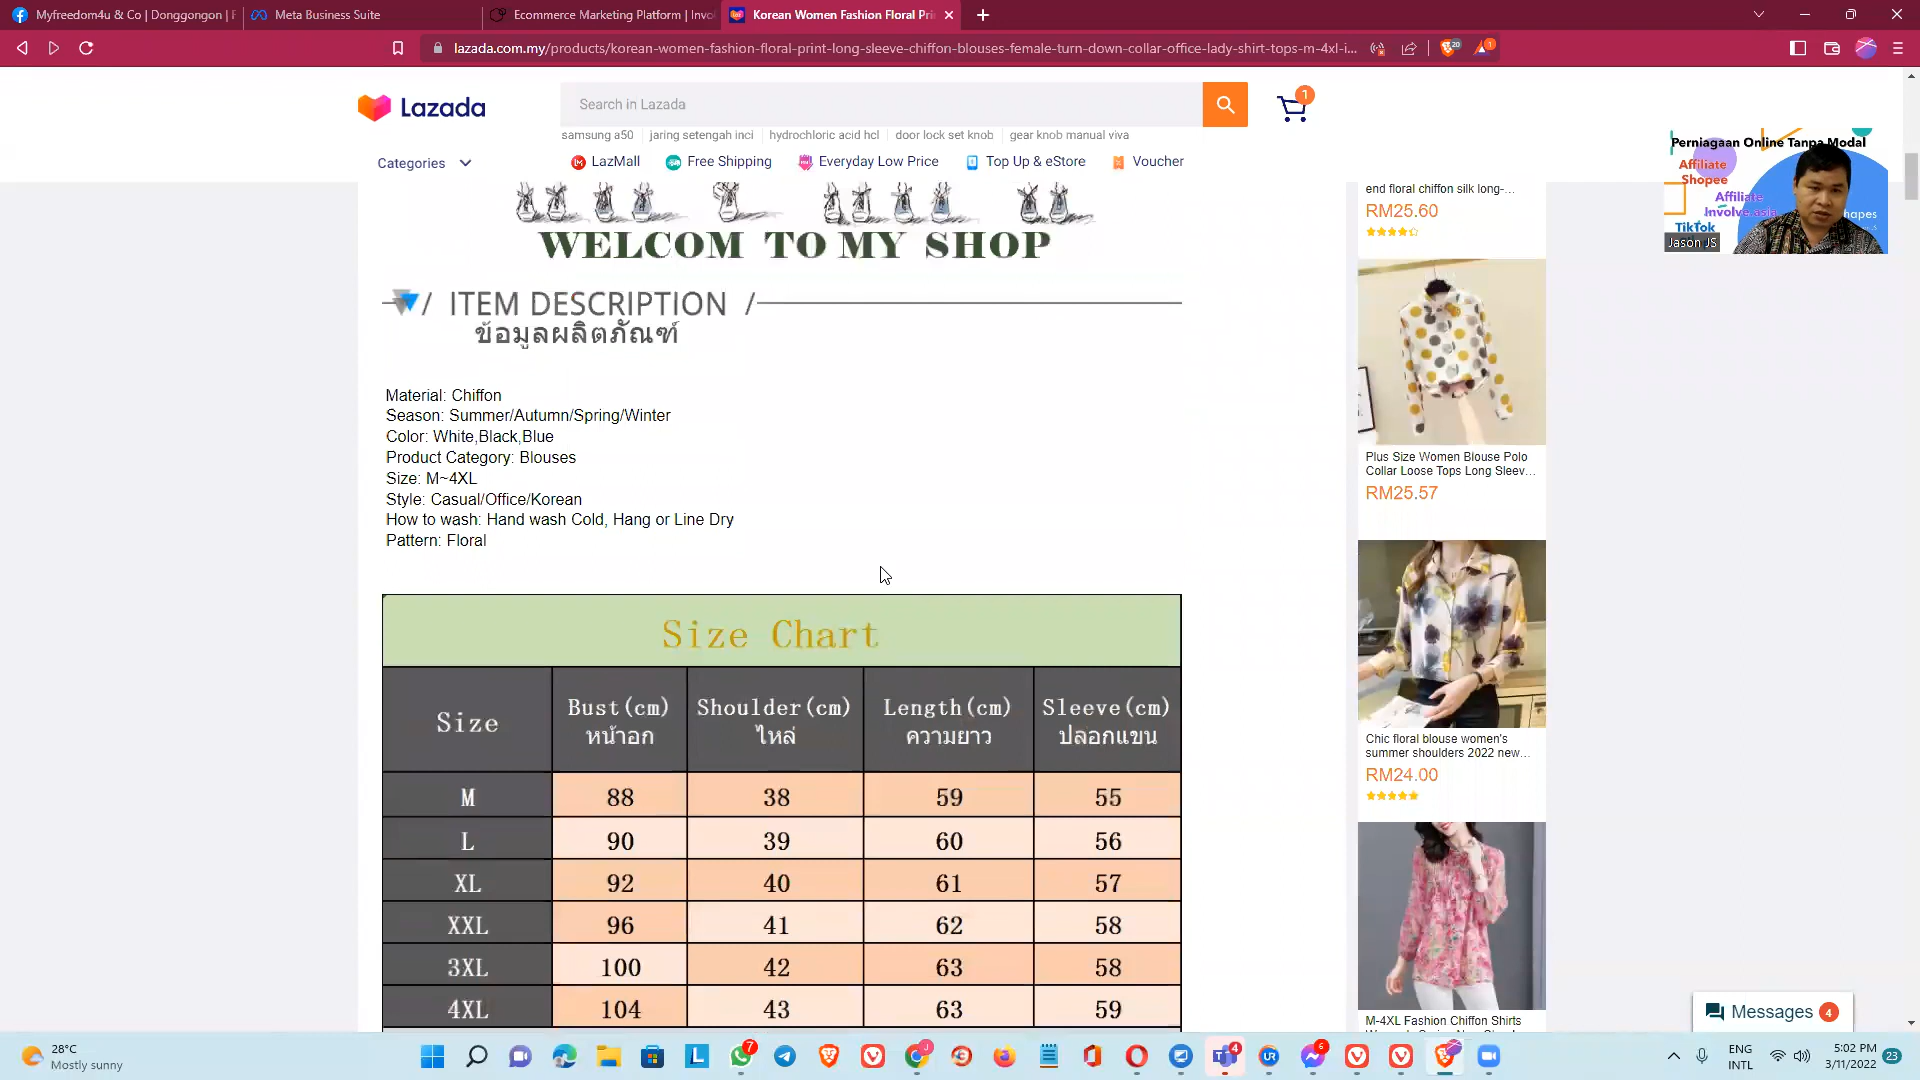 Myfreedom4u & Co | Donggongon | F
Meta Business Suite
Ecommerce Marketing Platform | Invol
Korean Women Fashion Floral Pri
lazada.com.my/products/korean-women-fashion-floral-print-long-sleeve-chiffon-blouses-female-turn-down-collar-office-lady-shirt-tops-m-4xl-i...
20
1
Lazada
Search in Lazada
1
samsung a50
jaring setengah inci
hydrochloric acid hcl
door lock set knob
gear knob manual viva
Categories
LazMall
Free Shipping
Everyday Low Price
Top Up & eStore
Voucher
Perniagaan Online Tanpa Modal
Affiliate
Shopee
Affiliate
Involve.asia
hapes
TikTok
Jason JS
WELCOM TO MY SHOP
/ ITEM DESCRIPTION /
ข้อมูลผลิตภัณฑ์
Material: Chiffon
Season: Summer/Autumn/Spring/Winter
Color: White,Black,Blue
Product Category: Blouses
Size: M~4XL
Style: Casual/Office/Korean
How to wash: Hand wash Cold, Hang or Line Dry
Pattern: Floral
Size Chart
Size Bust(cm) Shoulder(cm) Length(cm) Sleeve(cm)
หน้าอก ไหล่ ความยาว ปลอกแขน
M 88 38 59 55
L 90 39 60 56
XL 92 40 61 57
XXL 96 41 62 58
3XL 100 42 63 58
4XL 104 43 63 59
end floral chiffon silk long-...
RM25.60
Plus Size Women Blouse Polo
Collar Loose Tops Long Sleev...
RM25.57
Chic floral blouse women's
summer shoulders 2022 new...
RM24.00
M-4XL Fashion Chiffon Shirts
Messages 4
28°C
Mostly sunny
7
4
6
ENG
INTL
5:02 PM
3/11/2022
23